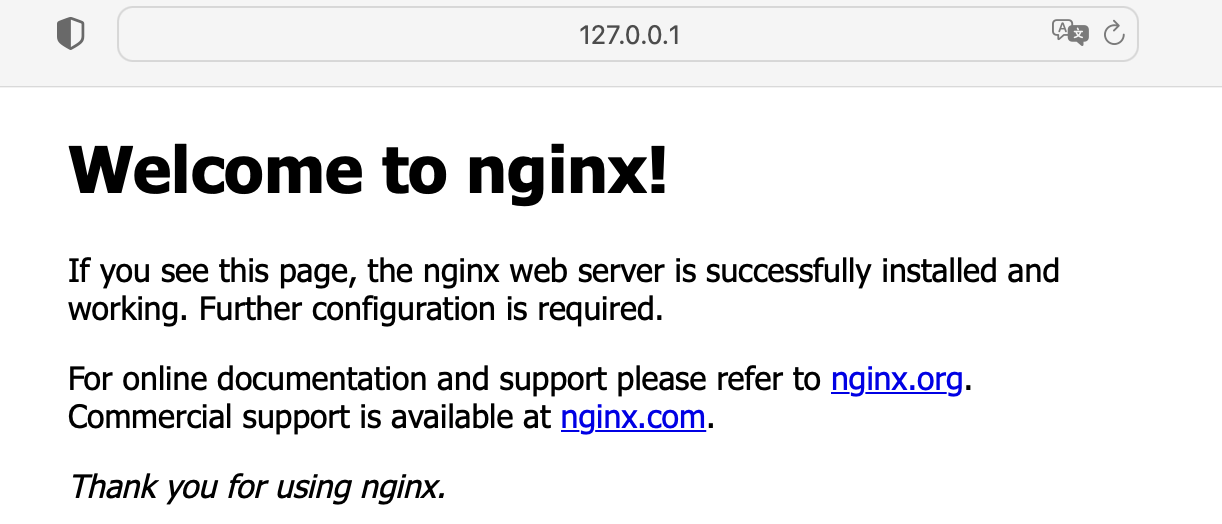 127.0.0.1
Welcome to nginx!
If you see this page, the nginx web server is successfully installed and
working. Further configuration is required.
For online documentation and support please refer to nginx.org.
Commercial support is available at nginx.com.
Thank you for using nginx.